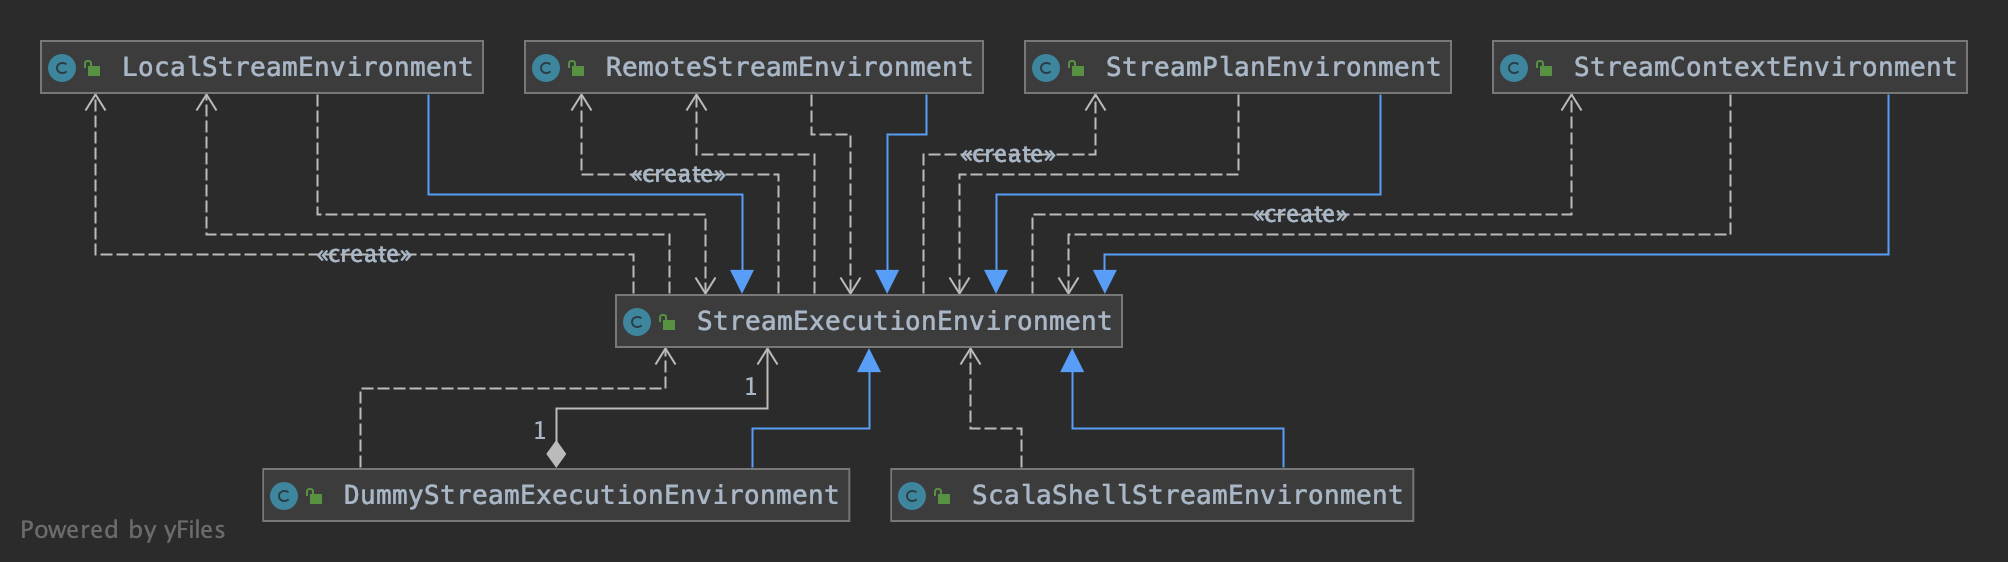 LocalStreamEnvironment
RemoteStreamEnvironment
StreamPlanEnvironment
StreamContextEnvironment
«create»
«create»
«create»
«create»
StreamExecutionEnvironment
1
1
DummyStreamExecutionEnvironment
ScalaShellStreamEnvironment
Powered by yFiles